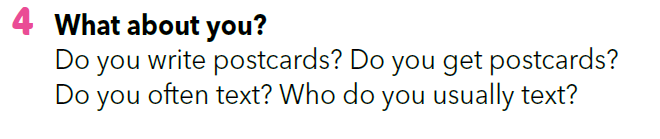 4 What about you?
Do you write postcards? Do you get postcards?
Do you often text? Who do you usually text?